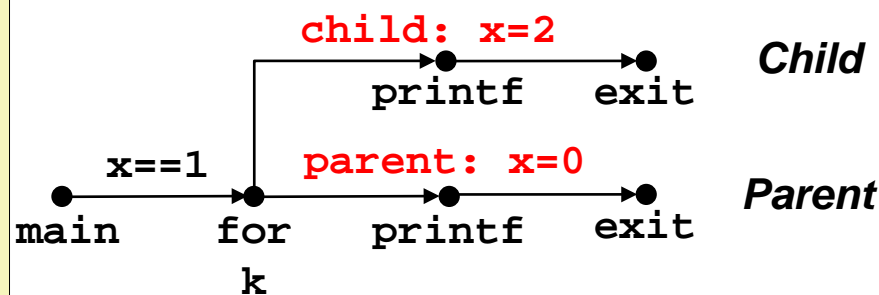 child: x=2
Child
printf exit
x==1 parent: x=0
Parent
main for printf exit
k